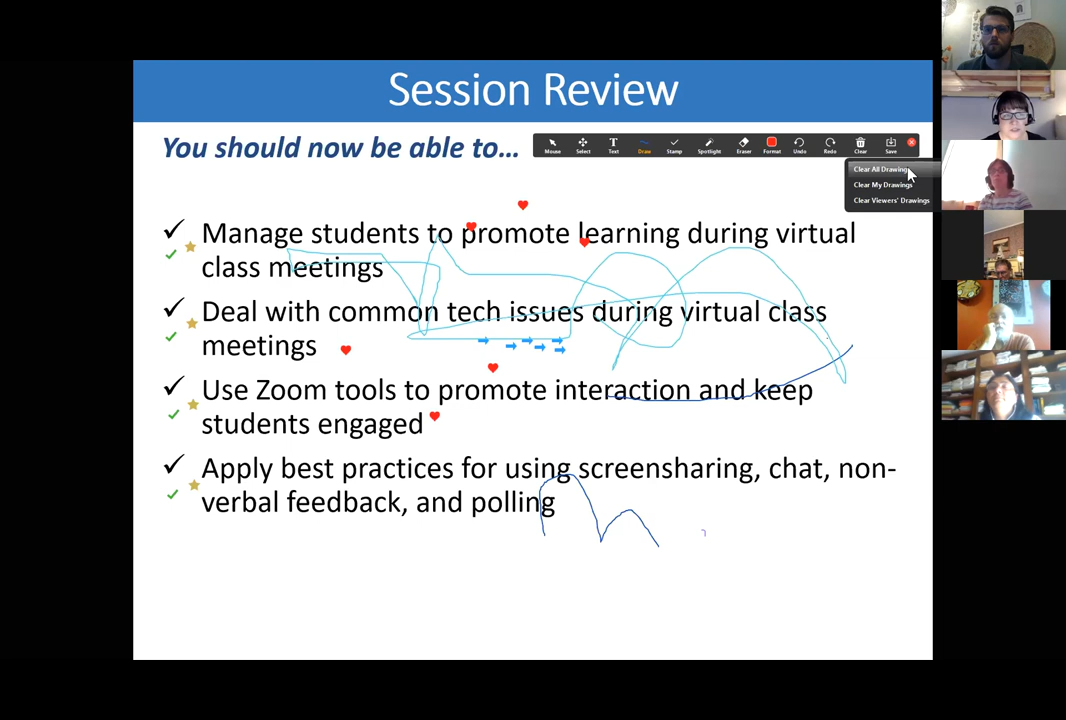 Session Review
You should now be able to...
Mouse Select Text Draw Stamp Spotlight Eraser Format Undo Redo Clear Save
Clear All Drawings
Clear My Drawings
Clear Viewers' Drawings
Manage students to promote learning during virtual
class meetings
Deal with common tech issues during virtual class
meetings
Use Zoom tools to promote interaction and keep
students engaged
Apply best practices for using screensharing, chat, non-
verbal feedback, and polling